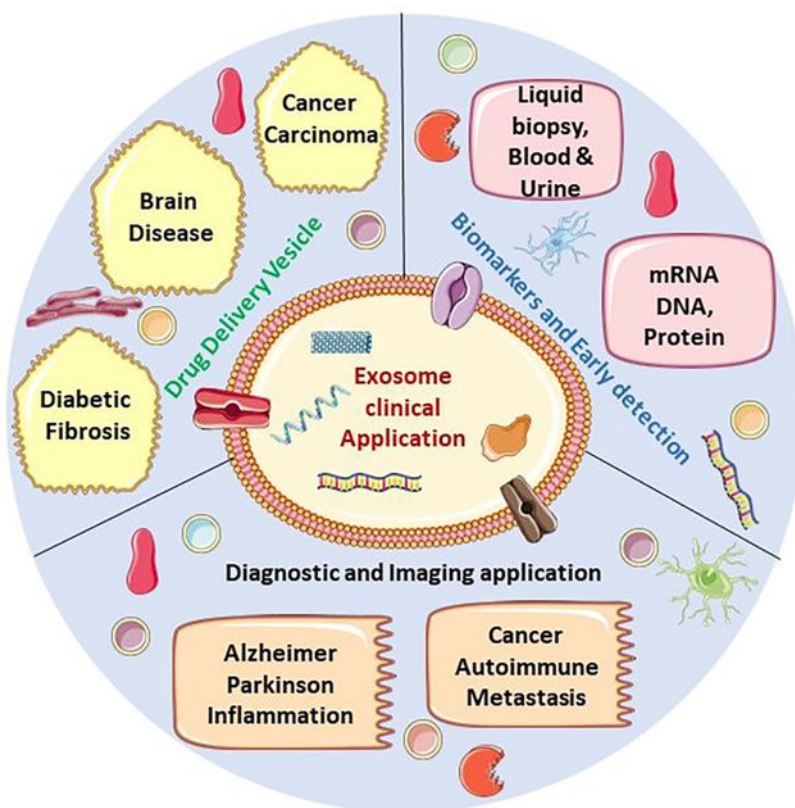 Cancer
Carcinoma
Brain
Disease
Diabetic
Fibrosis
Drug Delivery Vesicle
Liquid
biopsy,
Blood &
Urine
mRNA
DNA,
Protein
Biomarkers and Early detection
Exosome
clinical
Application
Diagnostic and Imaging application
Alzheimer
Parkinson
Inflammation
Cancer
Autoimmune
Metastasis